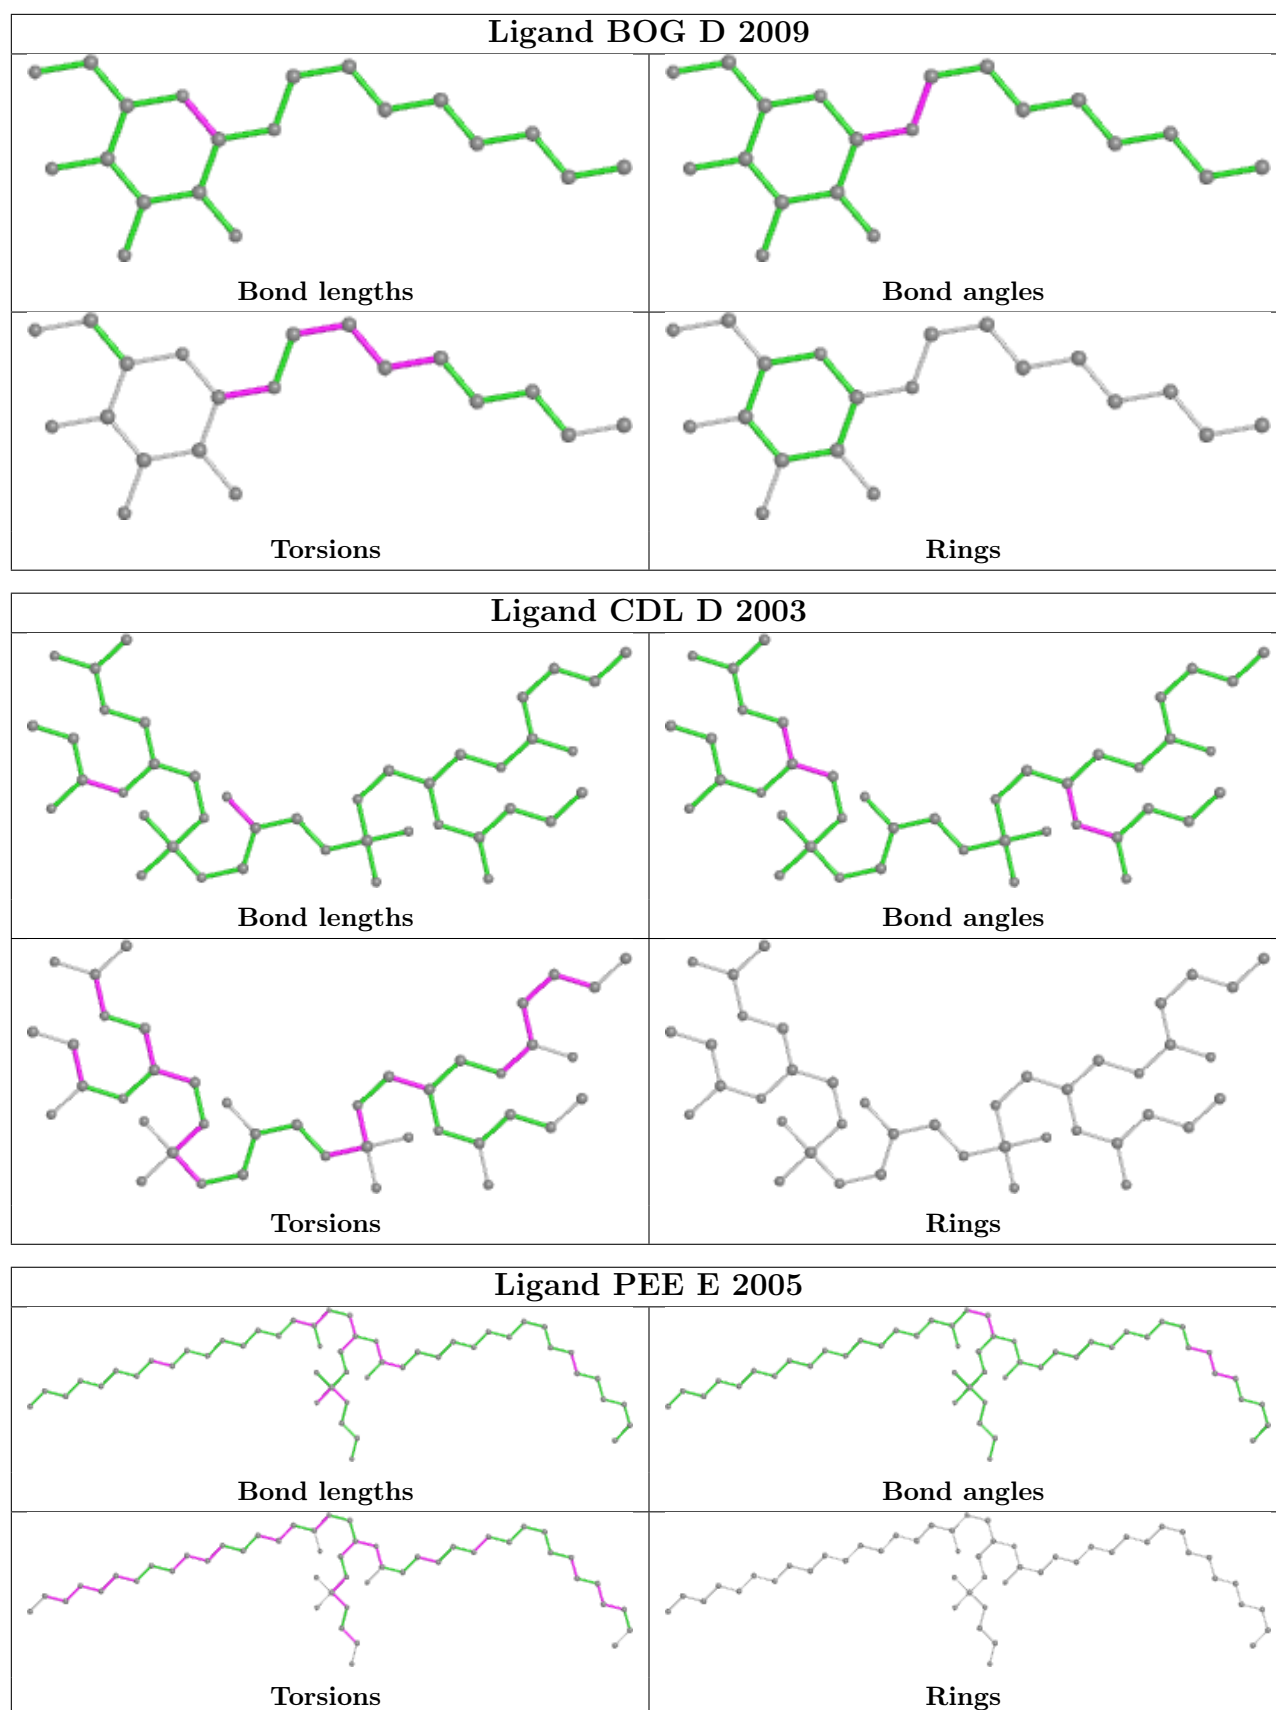 Ligand BOG D 2009
Bond lengths
Bond angles
Torsions
Rings
Ligand CDL D 2003
Bond lengths
Bond angles
Torsions
Rings
Ligand PEE E 2005
Bond lengths
Bond angles
Torsions
Rings